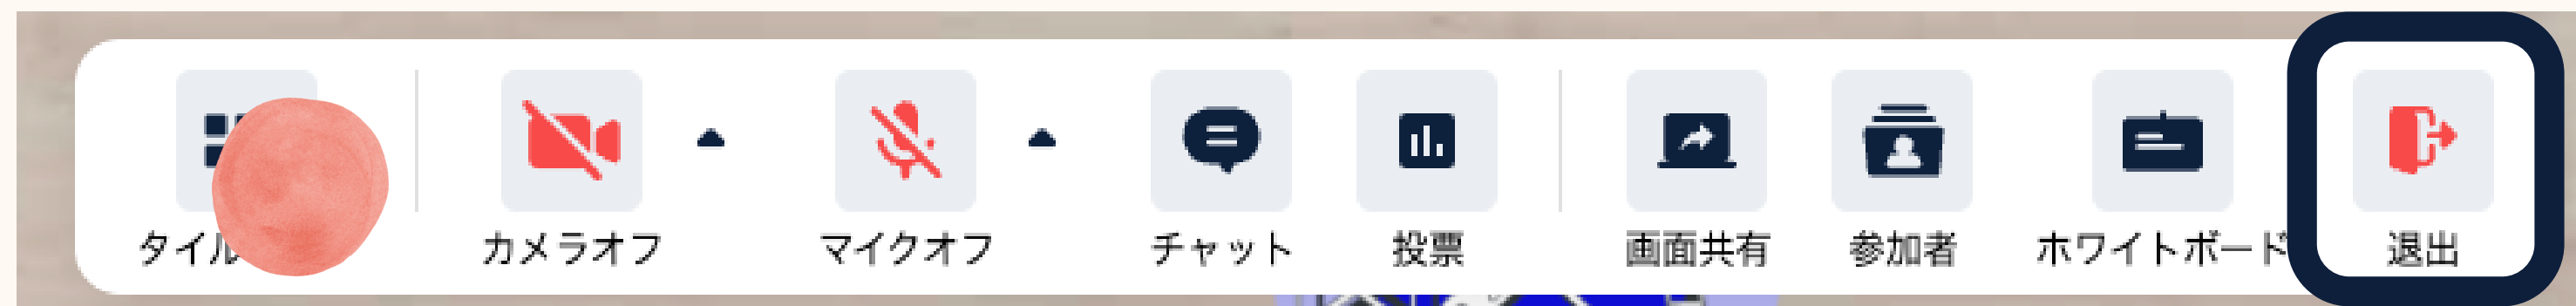 タイル
カメラオフ
マイクオフ
チャット
投票
画面共有
参加者
ホワイトボード
退出